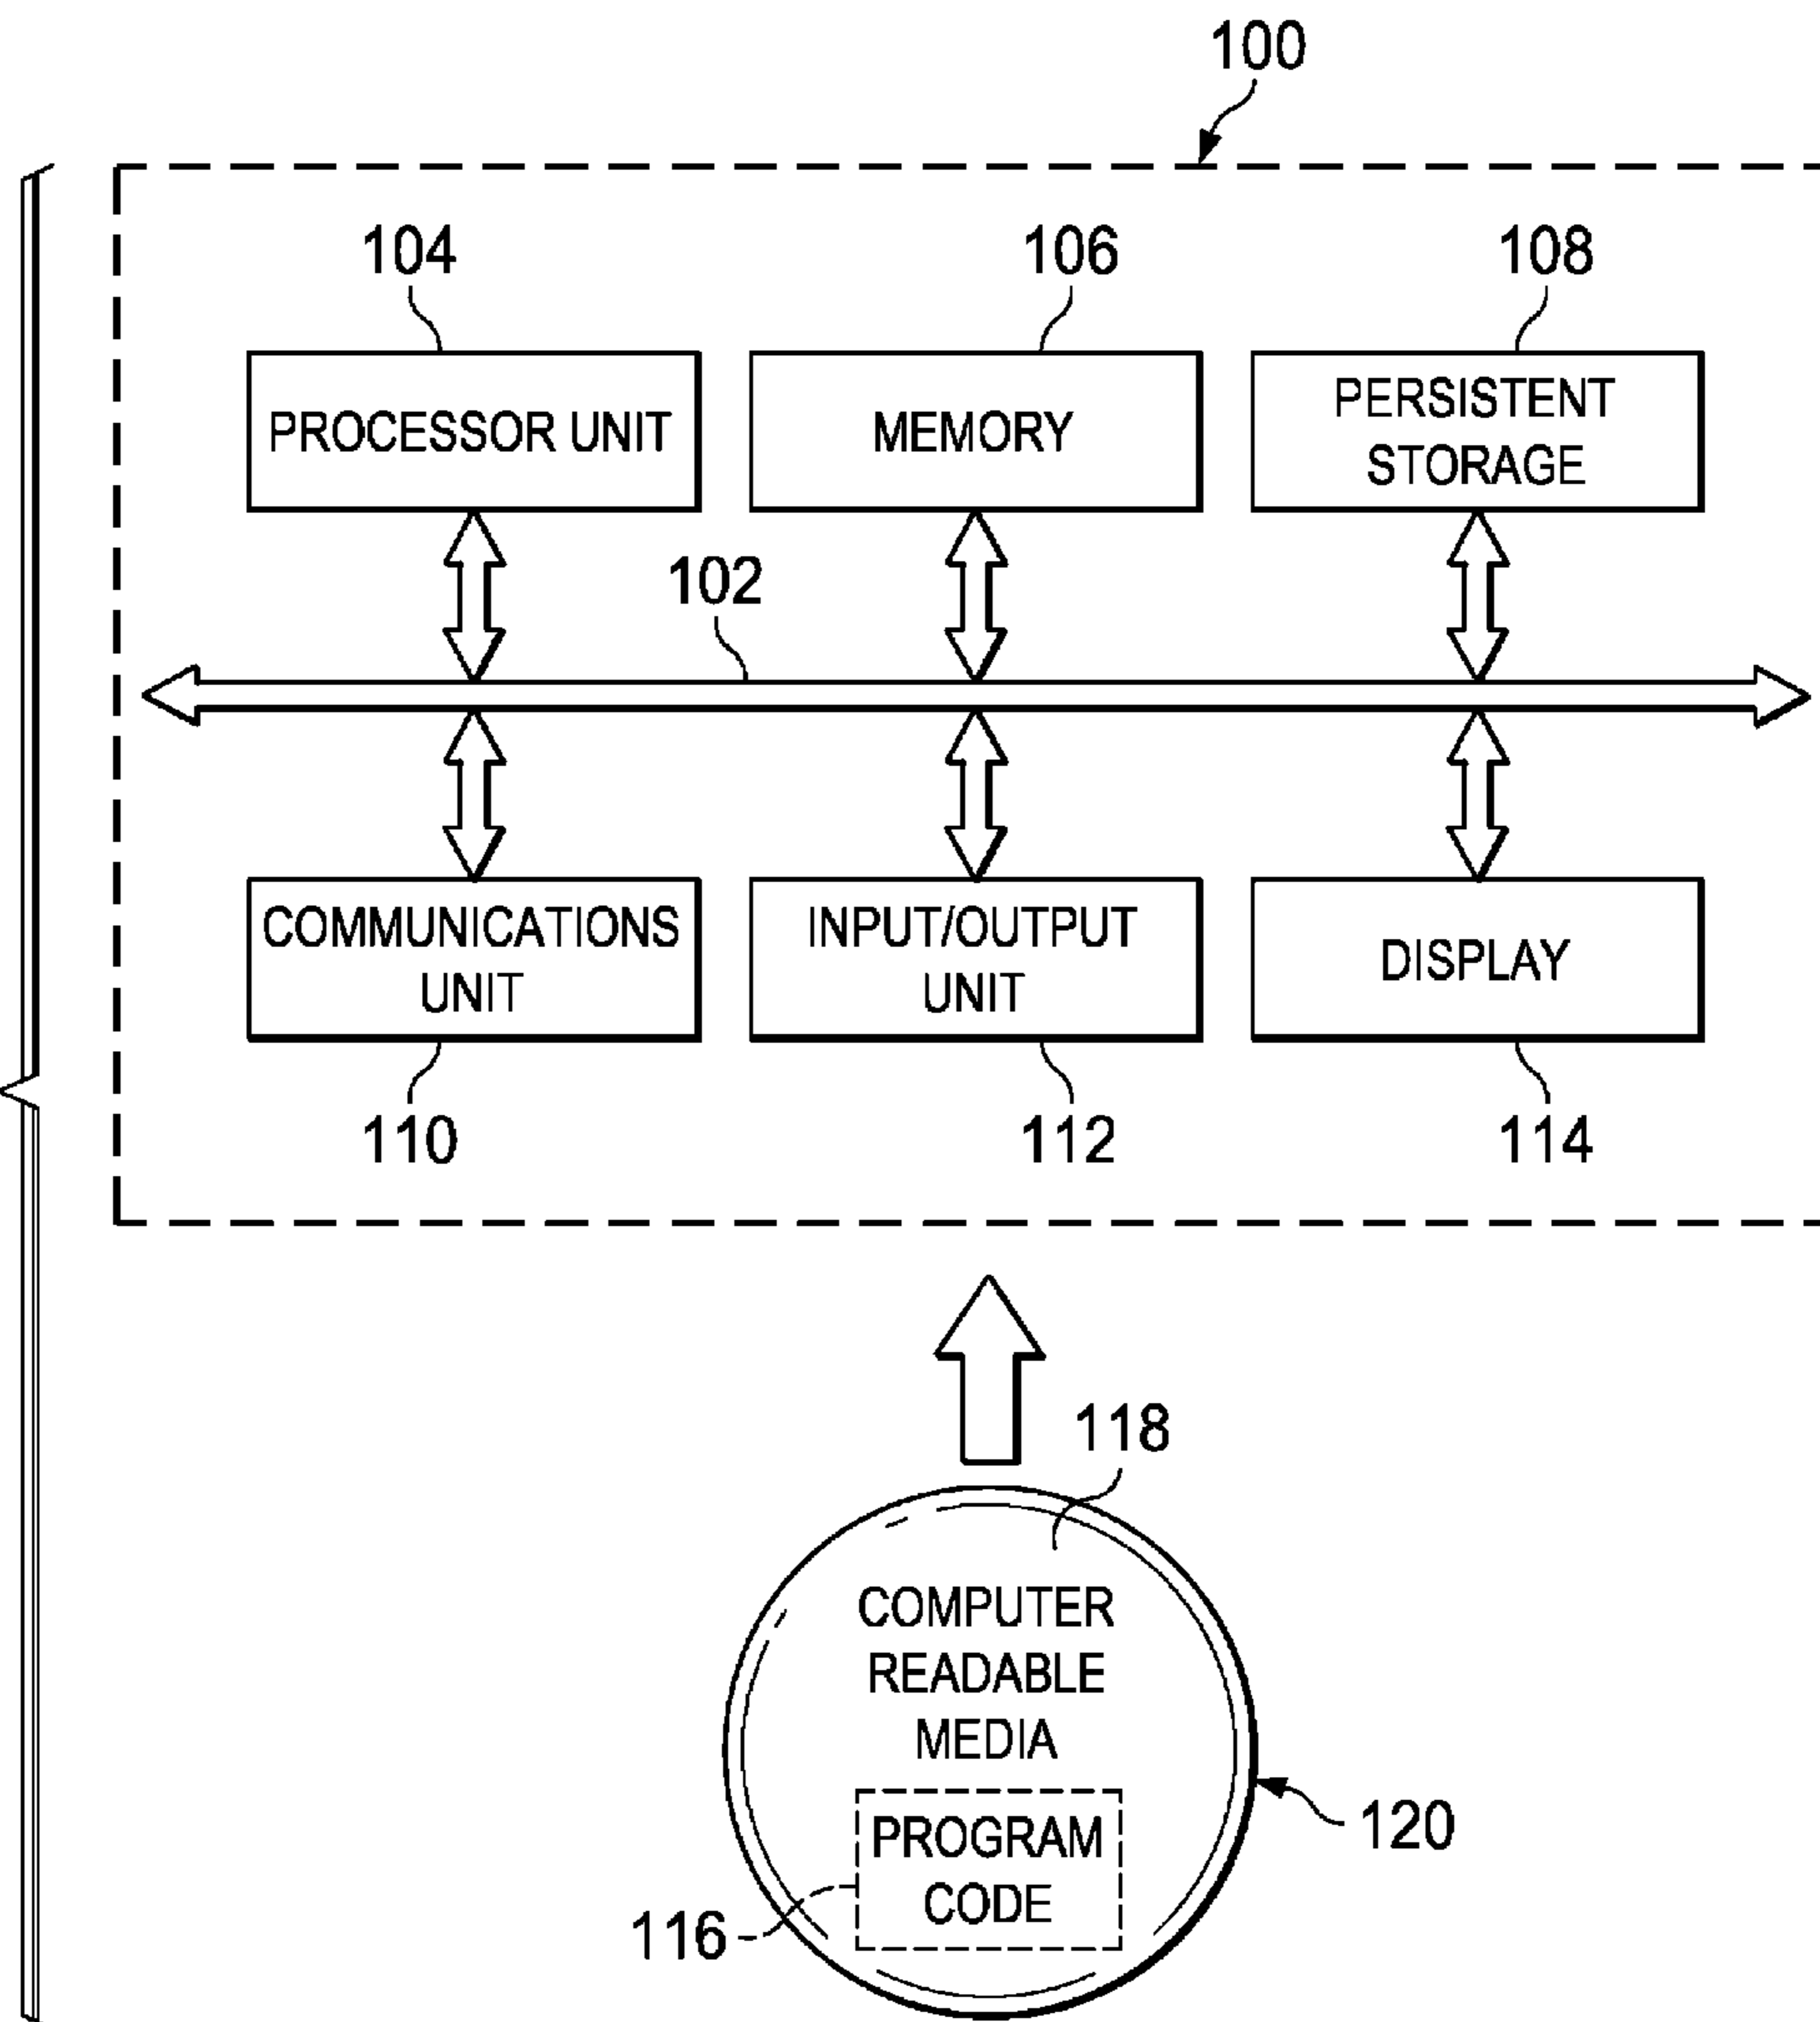 100
104
106
108
PROCESSOR UNIT
MEMORY
PERSISTENT
STORAGE
102
COMMUNICATIONS
UNIT
INPUT/OUTPUT
UNIT
DISPLAY
110
112
114
118
COMPUTER
READABLE
MEDIA
PROGRAM
CODE
120
116